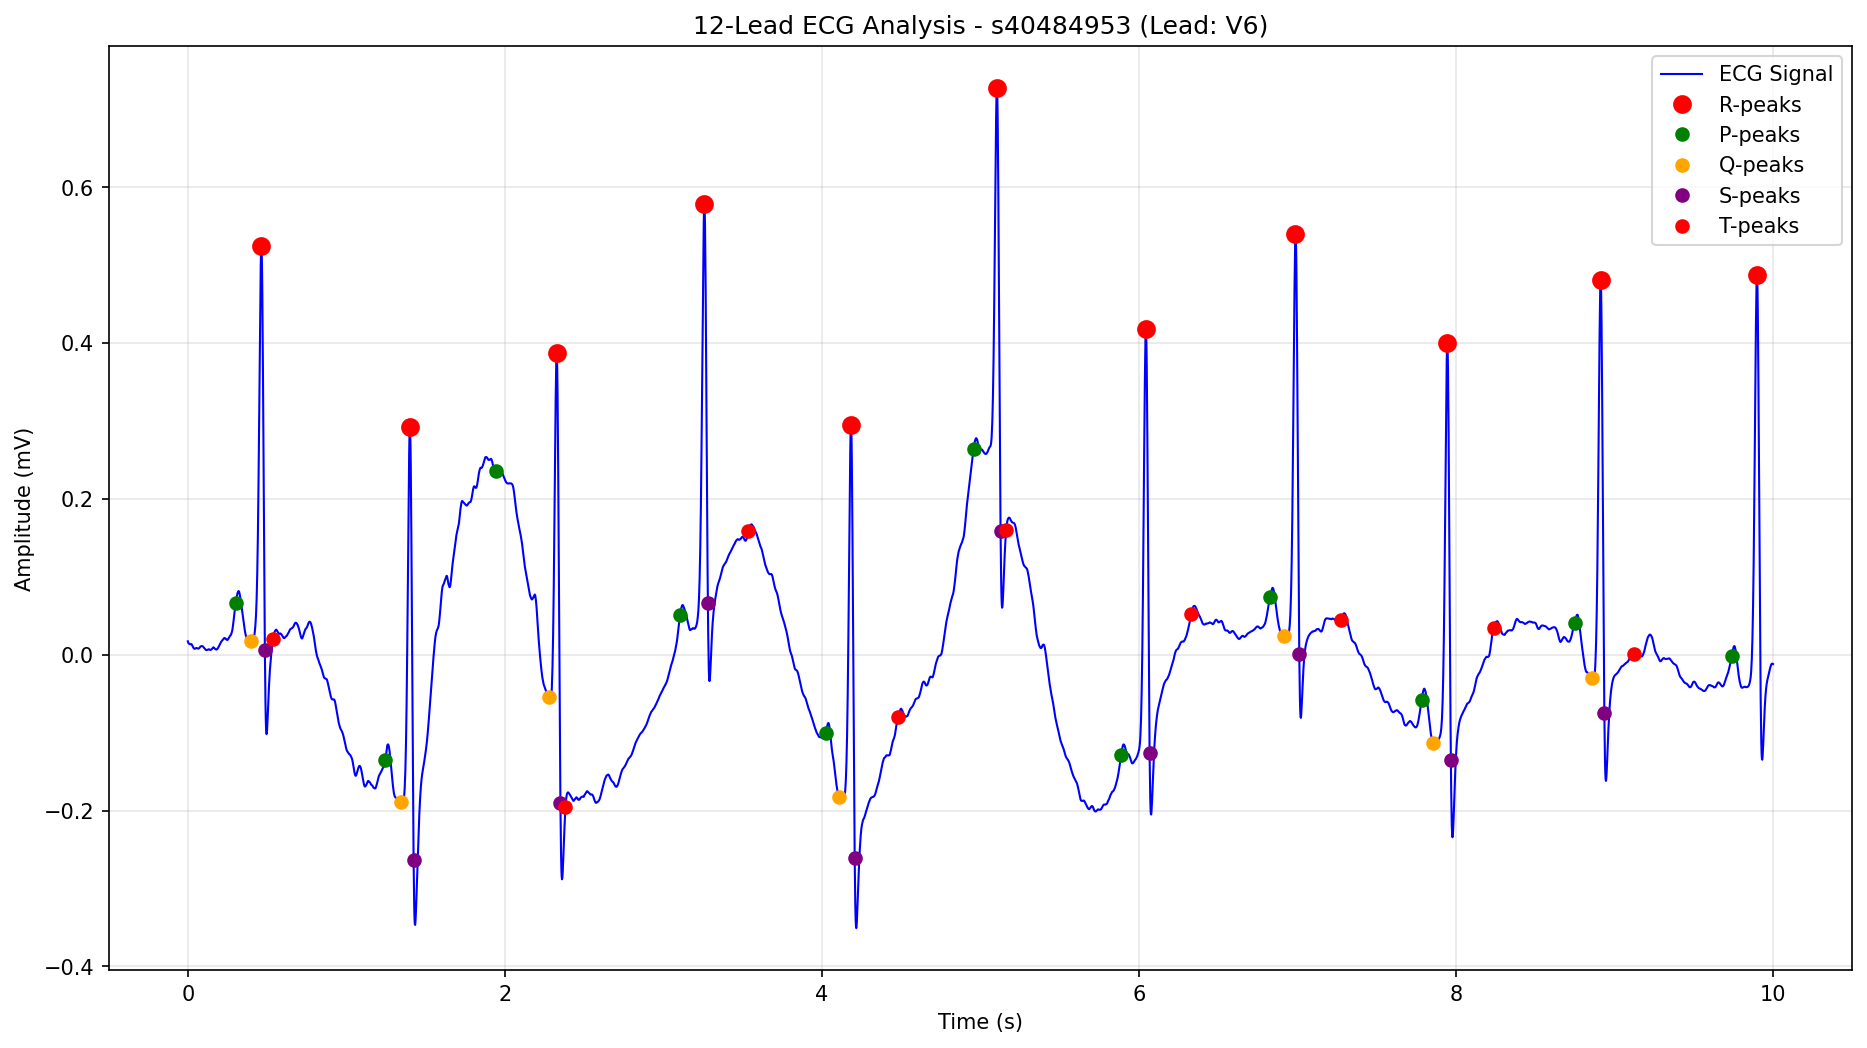 12-Lead ECG Analysis - s40484953 (Lead: V6)
ECG Signal
R-peaks
P-peaks
Q-peaks
S-peaks
T-peaks
Amplitude (mV)
0.6
0.4
0.2
0.0
−0.2
−0.4
0 2 4 6 8 10
Time (s)